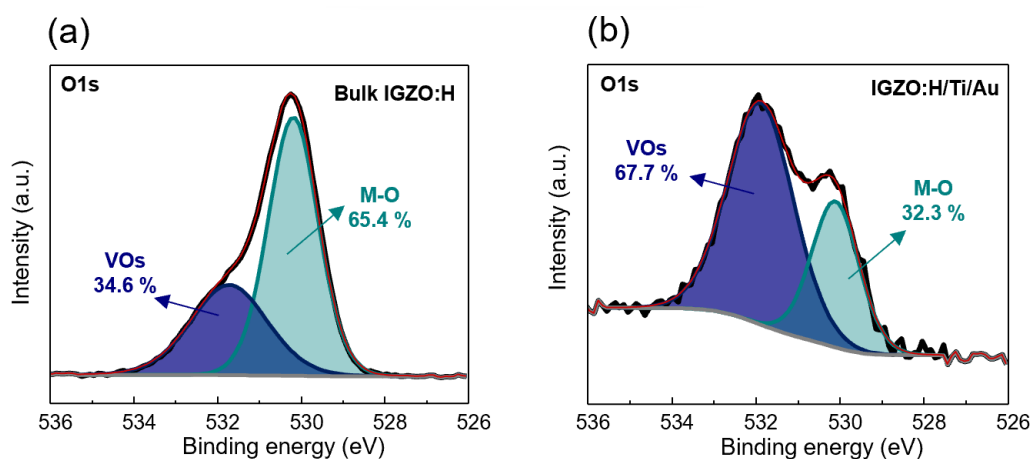 (a)
O1s
Bulk IGZO:H
M-O
65.4 %
VOs
34.6 %
Intensity (a.u.)
536 534 532 530 528 526
Binding energy (eV)
(b)
O1s
IGZO:H/Ti/Au
VOs
67.7 %
M-O
32.3 %
Intensity (a.u.)
536 534 532 530 528 526
Binding energy (eV)